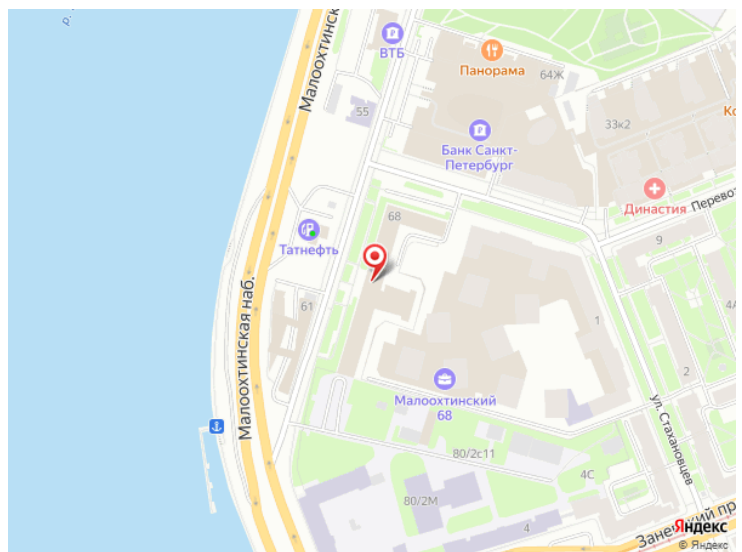 р.
Малоохтинск
ВТБ
Панорама
64Ж
55
33к2
Ко
Банк Санкт-
Петербург
Династия
Перевоз
68
9
Татнефть
Малоохтинская наб.
61
4А
1
2
Малоохтинский
68
ул. Стахановцев
80/2с11
4С
80/2М
4
Заневский пр
Яндекс
© Яндекс